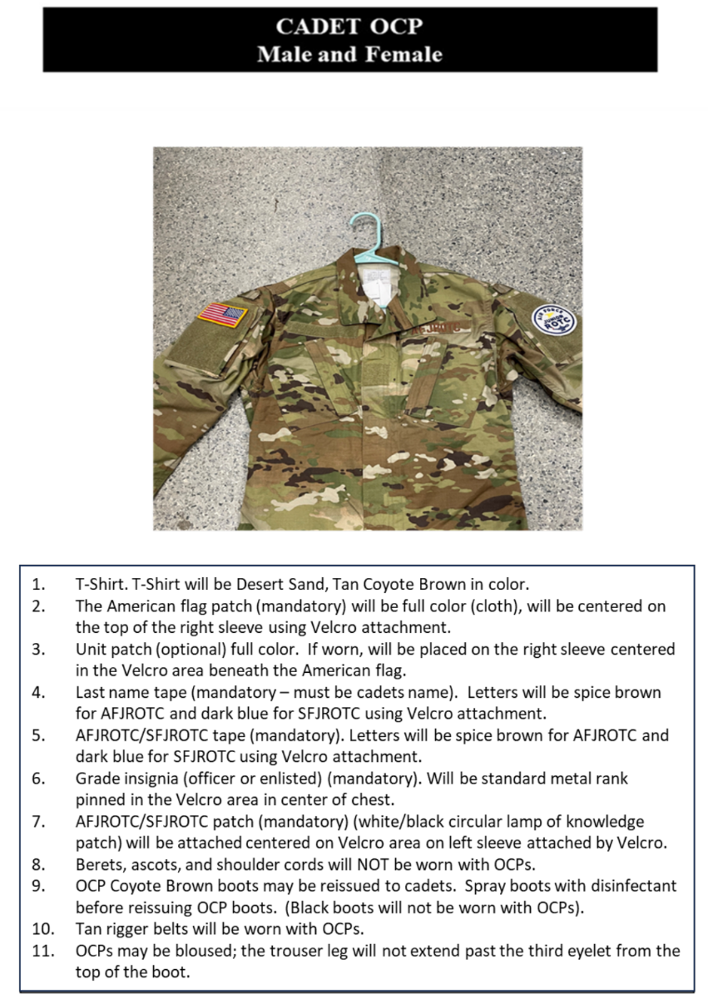 CADET OCP
Male and Female
AFJROTC
AIR FORCE
JUNIOR
ROTC
1. T-Shirt. T-Shirt will be Desert Sand, Tan Coyote Brown in color.
2. The American flag patch (mandatory) will be full color (cloth), will be centered on
the top of the right sleeve using Velcro attachment.
3. Unit patch (optional) full color. If worn, will be placed on the right sleeve centered
in the Velcro area beneath the American flag.
4. Last name tape (mandatory – must be cadets name). Letters will be spice brown
for AFJROTC and dark blue for SFJROTC using Velcro attachment.
5. AFJROTC/SFJROTC tape (mandatory). Letters will be spice brown for AFJROTC and
dark blue for SFJROTC using Velcro attachment.
6. Grade insignia (officer or enlisted) (mandatory). Will be standard metal rank
pinned in the Velcro area in center of chest.
7. AFJROTC/SFJROTC patch (mandatory) (white/black circular lamp of knowledge
patch) will be attached centered on Velcro area on left sleeve attached by Velcro.
8. Berets, ascots, and shoulder cords will NOT be worn with OCPs.
9. OCP Coyote Brown boots may be reissued to cadets. Spray boots with disinfectant
before reissuing OCP boots. (Black boots will not be worn with OCPs).
10. Tan rigger belts will be worn with OCPs.
11. OCPs may be bloused; the trouser leg will not extend past the third eyelet from the
top of the boot.